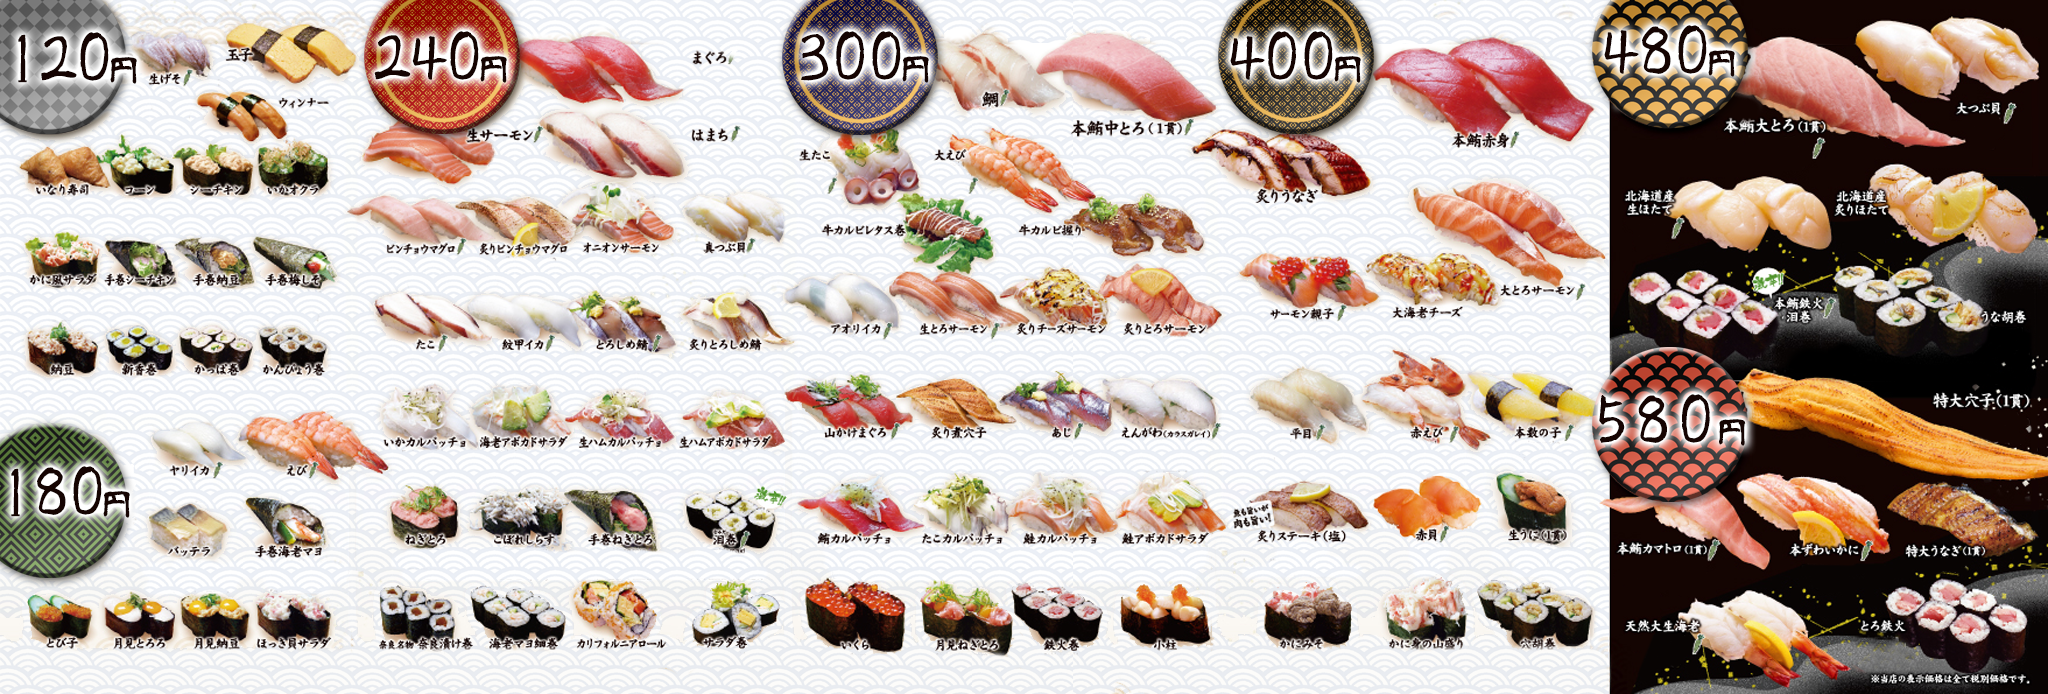 120円
生げそ
玉子
ウィンナー
いなり寿司
コーン
シーチキン
いかオクラ
かに風サラダ
手巻シーチキン
手巻納豆
手巻梅しそ
納豆
新香巻
かっぱ巻
かんぴょう巻
180円
ヤリイカ
えび
バッテラ
手巻海老マヨ
とび子
月見とろろ
月見納豆
ほっき貝サラダ
240円
まぐろ
生サーモン
はまち
ビンチョウマグロ
炙りビンチョウマグロ
オニオンサーモン
真つぶ貝
たこ
紋甲イカ
とろしめ鯖
炙りとろしめ鯖
いかカルパッチョ
海老アボカドサラダ
生ハムカルパッチョ
生ハムアボカドサラダ
ねぎとろ
こぼれしらす
手巻ねぎとろ
泪巻
奈良名物 奈良漬け巻
海老マヨ細巻
カリフォルニアロール
サラダ巻
300円
鯛
本鮪中とろ(1貫)
生たこ
大えび
牛カルビレタス巻
牛カルビ握り
アオリイカ
生とろサーモン
炙りチーズサーモン
炙りとろサーモン
山かけまぐろ
炙り煮穴子
あじ
えんがわ(カラスガレイ)
鮪カルパッチョ
たこカルパッチョ
鮭カルパッチョ
鮭アボカドサラダ
いくら
月見ねぎとろ
鉄火巻
小柱
400円
本鮪赤身
炙りうなぎ
大とろサーモン
サーモン親子
大海老チーズ
平目
赤えび
本数の子
魚も旨いが
肉も旨い!
炙りステーキ(塩)
赤貝
生うに(1貫)
かにみそ
かに身の山盛り
穴胡巻
480円
本鮪大とろ(1貫)
大つぶ貝
北海道産
生ほたて
北海道産
炙りほたて
本鮪鉄火
泪巻
うな胡巻
580円
特大穴子(1貫)
本鮪カマトロ(1貫)
本ずわいかに
特大うなぎ(1貫)
天然大生海老
とろ鉄火
※当店の表示価格は全て税別価格です。